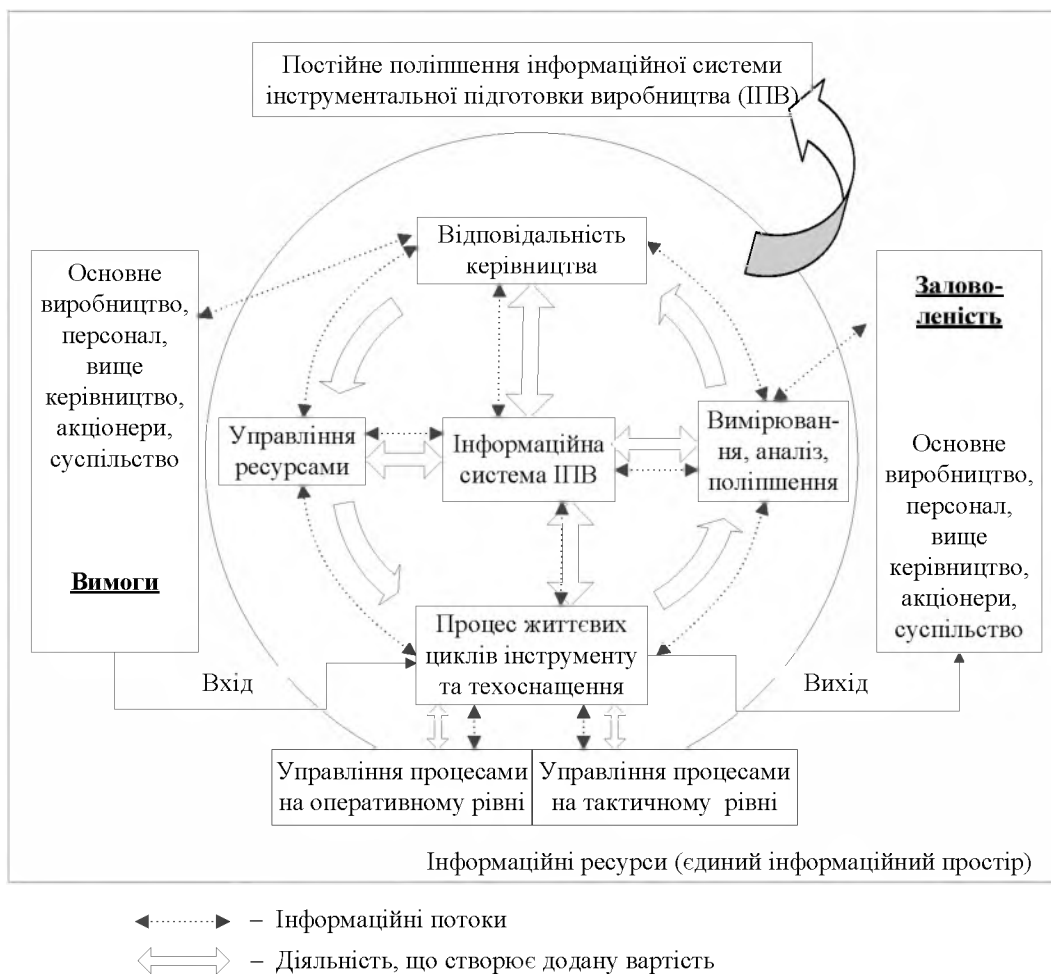 Постійне поліпшення інформаційної системи
інструментальної підготовки виробництва (ІПВ)
Відповідальність
керівництва
Основне
виробництво,
персонал,
вище
керівництво,
акціонери,
суспільство
Вимоги
Залово-
леність
Основне
виробництво,
персонал,
вище
керівництво,
акціонери,
суспільство
Управління
ресурсами
Інформаційна
система ІПВ
Вимірюван-
ня, аналіз,
поліпшення
Процес життєвих
циклів інструменту
та техоснащення
Вхід
Вихід
Управління процесами
на оперативному рівні
Управління процесами
на тактичному рівні
Інформаційні ресурси (єдиний інформаційний простір)
– Інформаційні потоки
– Діяльність, що створює додану вартість